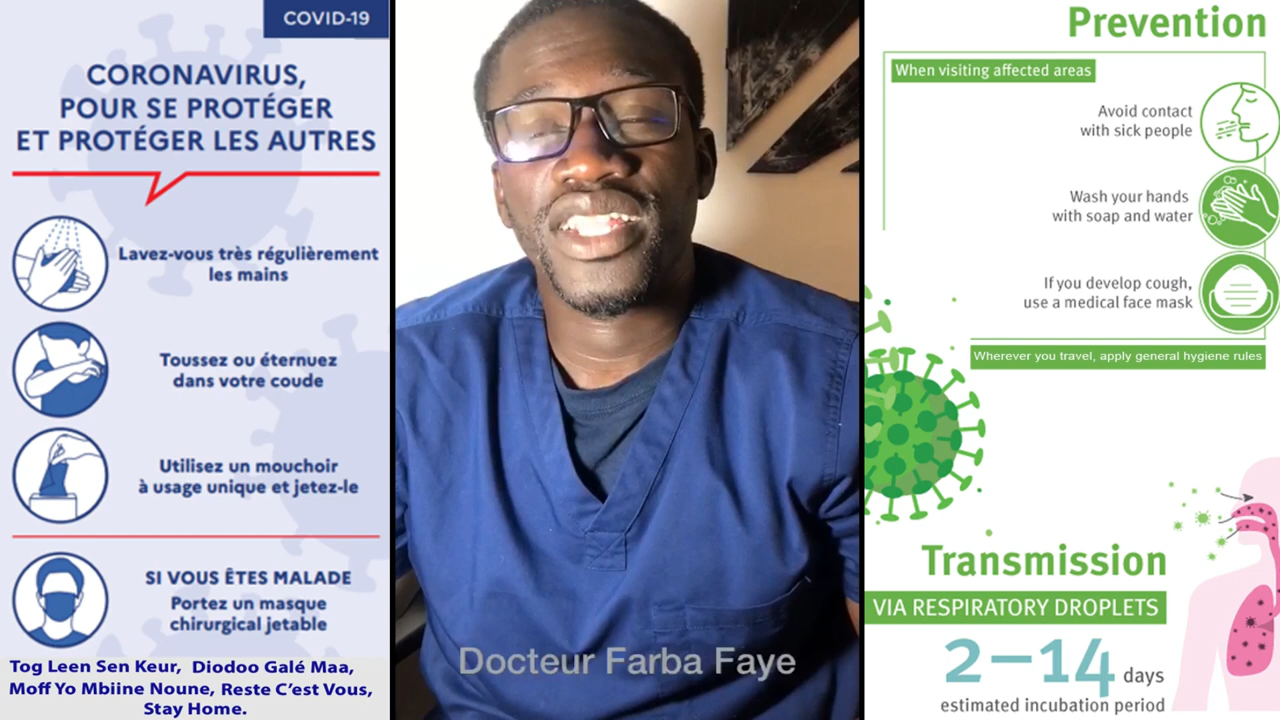 COVID-19
CORONAVIRUS,
POUR SE PROTÉGER
ET PROTÉGER LES AUTRES
Lavez-vous très régulièrement
les mains
Toussez ou éternuez
dans votre coude
Utilisez un mouchoir
à usage unique et jetez-le
SI VOUS ÊTES MALADE
Portez un masque
chirurgical jetable
Tog Leen Sen Keur, Diodoo Galé Maa,
Moff Yo Mbiine Noune, Reste C'est Vous,
Stay Home.
Docteur Farba Faye
Prevention
When visiting affected areas
Avoid contact
with sick people
Wash your hands
with soap and water
If you develop cough,
use a medical face mask
Wherever you travel, apply general hygiene rules
Transmission
VIA RESPIRATORY DROPLETS
2–14 days
estimated incubation period